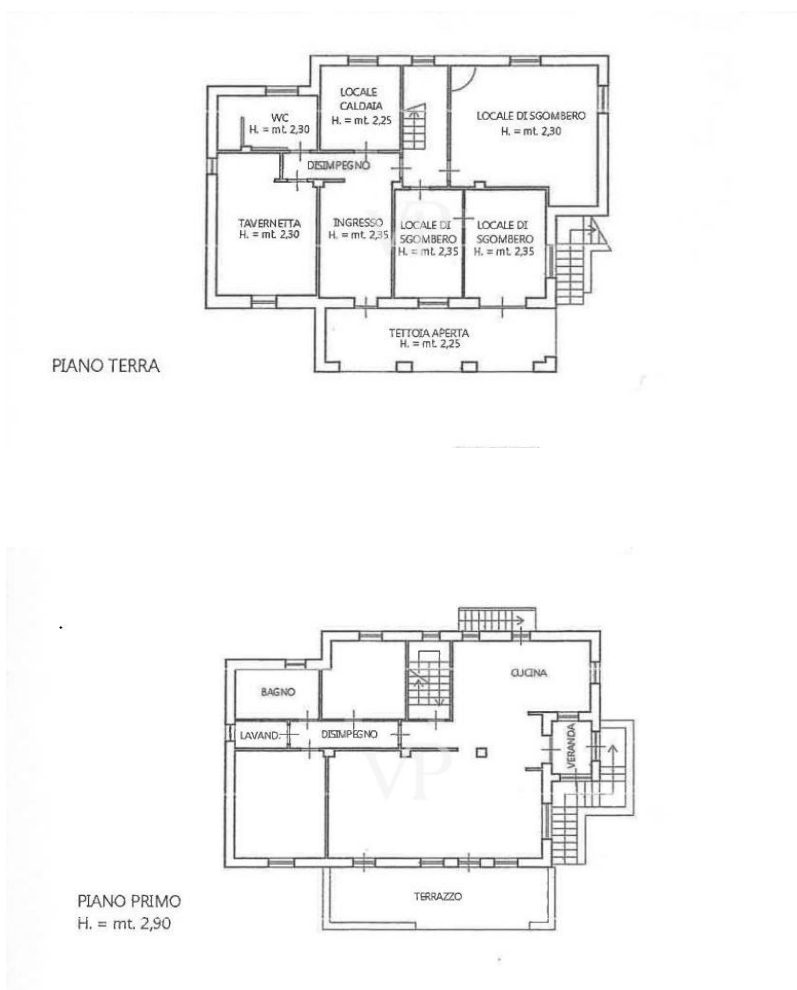 LOCALE
CALDAIA
H. = mt. 2,25
WC
H. = mt. 2,30
LOCALE DI SGOMBERO
H. = mt. 2,30
DISIMPEGNO
TAVERNETTA
H. = mt. 2,30
INGRESSO
H. = mt. 2,35
LOCALE DI
SGOMBERO
H. = mt. 2,35
LOCALE DI
SGOMBERO
H. = mt. 2,35
TETTOIA APERTA
H. = mt. 2,25
PIANO TERRA
CUCINA
BAGNO
LAVAND.
DISIMPEGNO
VERANDA
VP
TERRAZZO
PIANO PRIMO
H. = mt. 2,90